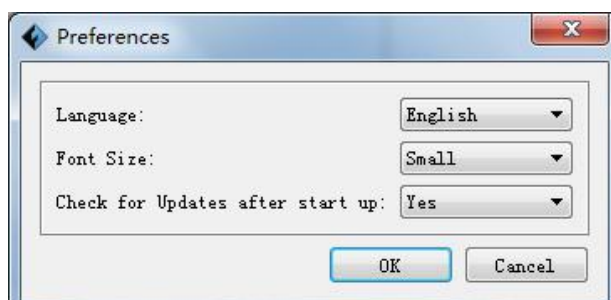 Preferences
Language: English
Font Size: Small
Check for Updates after start up: Yes
OK Cancel